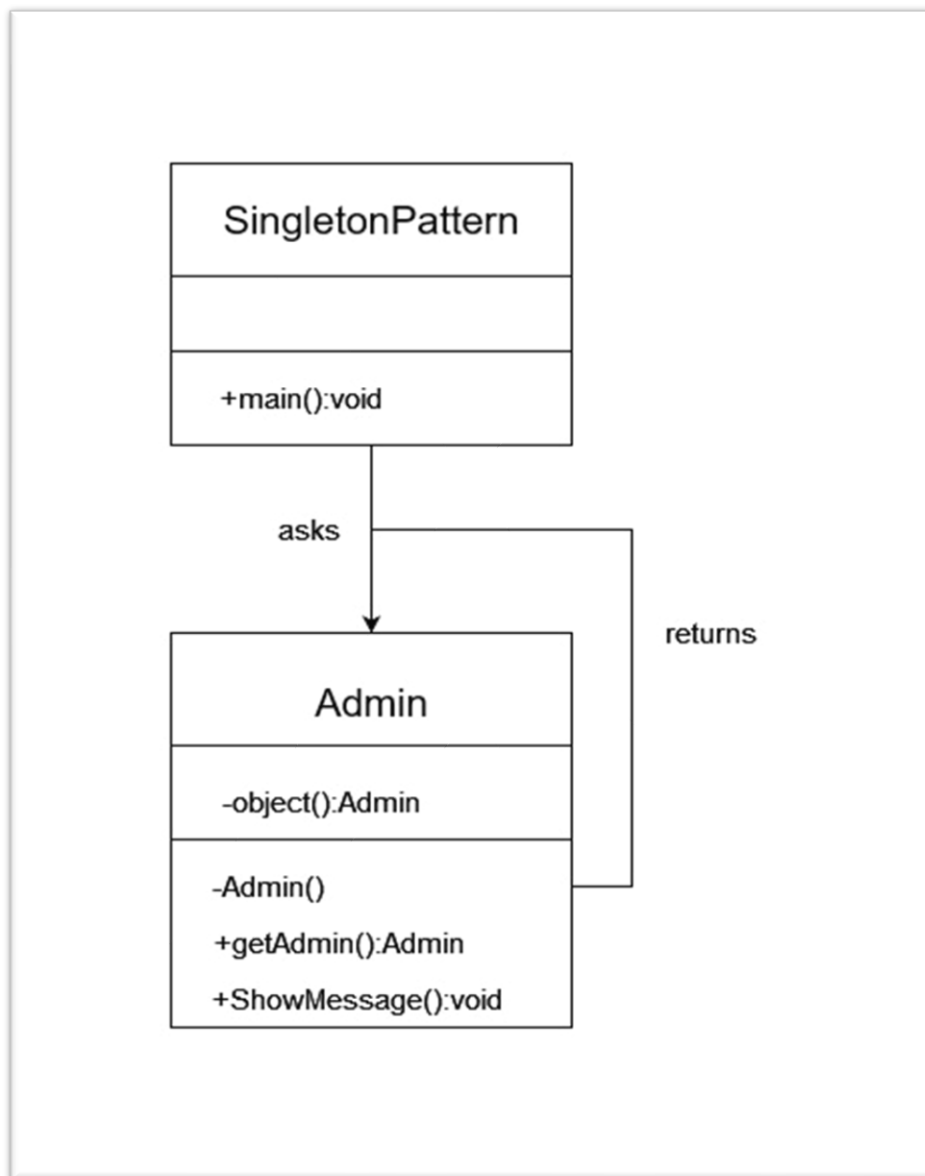 SingletonPattern
+main():void
asks
returns
Admin
-object():Admin
-Admin()
+getAdmin():Admin
+ShowMessage():void